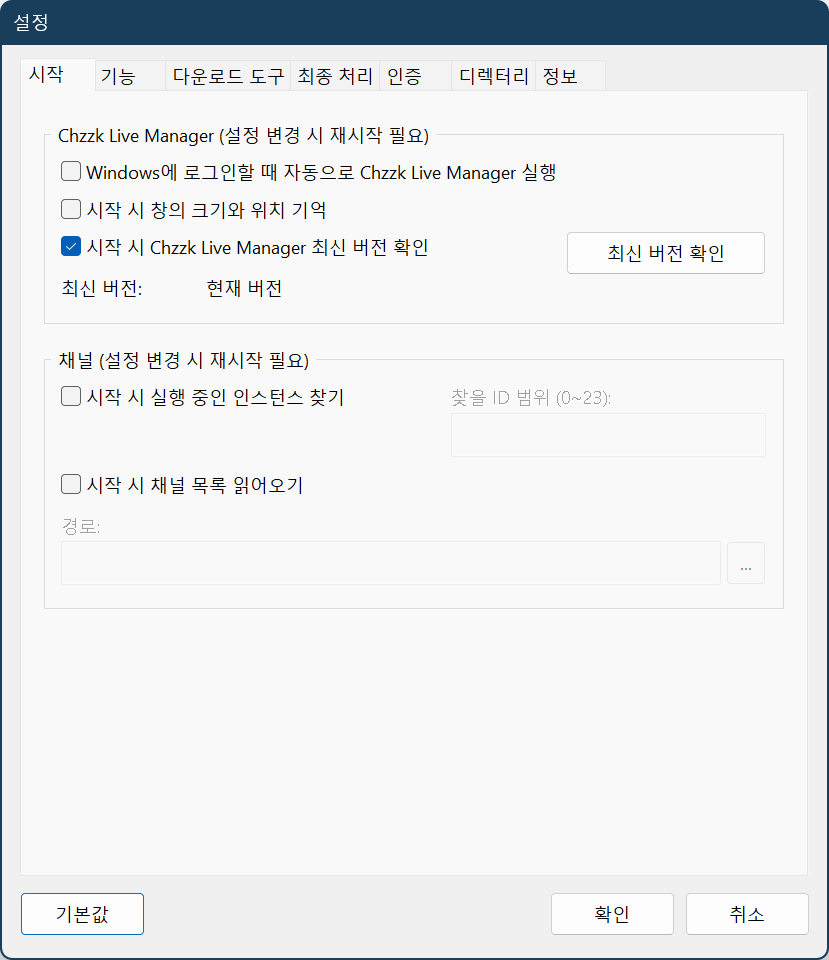 설정
시작 기능 다운로드 도구 최종 처리 인증 디렉터리 정보
Chzzk Live Manager (설정 변경 시 재시작 필요)
Windows에 로그인할 때 자동으로 Chzzk Live Manager 실행
시작 시 창의 크기와 위치 기억
시작 시 Chzzk Live Manager 최신 버전 확인
최신 버전 확인
최신 버전: 현재 버전
채널 (설정 변경 시 재시작 필요)
시작 시 실행 중인 인스턴스 찾기 찾을 ID 범위 (0~23):
시작 시 채널 목록 읽어오기
경로:
...
기본값 확인 취소